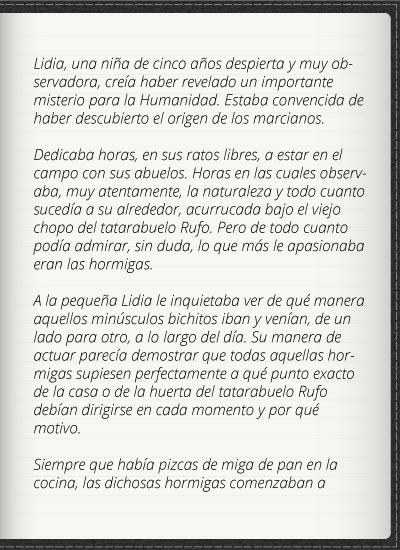 Lidia, una niña de cinco años despierta y muy ob-
servadora, creía haber revelado un importante
misterio para la Humanidad. Estaba convencida de
haber descubierto el origen de los marcianos.
Dedicaba horas, en sus ratos libres, a estar en el
campo con sus abuelos. Horas en las cuales observ-
aba, muy atentamente, la naturaleza y todo cuanto
sucedía a su alrededor, acurrucada bajo el viejo
chopo del tatarabuelo Rufo. Pero de todo cuanto
podía admirar, sin duda, lo que más le apasionaba
eran las hormigas.
A la pequeña Lidia le inquietaba ver de qué manera
aquellos minúsculos bichitos iban y venían, de un
lado para otro, a lo largo del día. Su manera de
actuar parecía demostrar que todas aquellas hor-
migas supiesen perfectamente a qué punto exacto
de la casa o de la huerta del tatarabuelo Rufo
debían dirigirse en cada momento y por qué
motivo.
Siempre que había pizcas de miga de pan en la
cocina, las dichosas hormigas comenzaban a